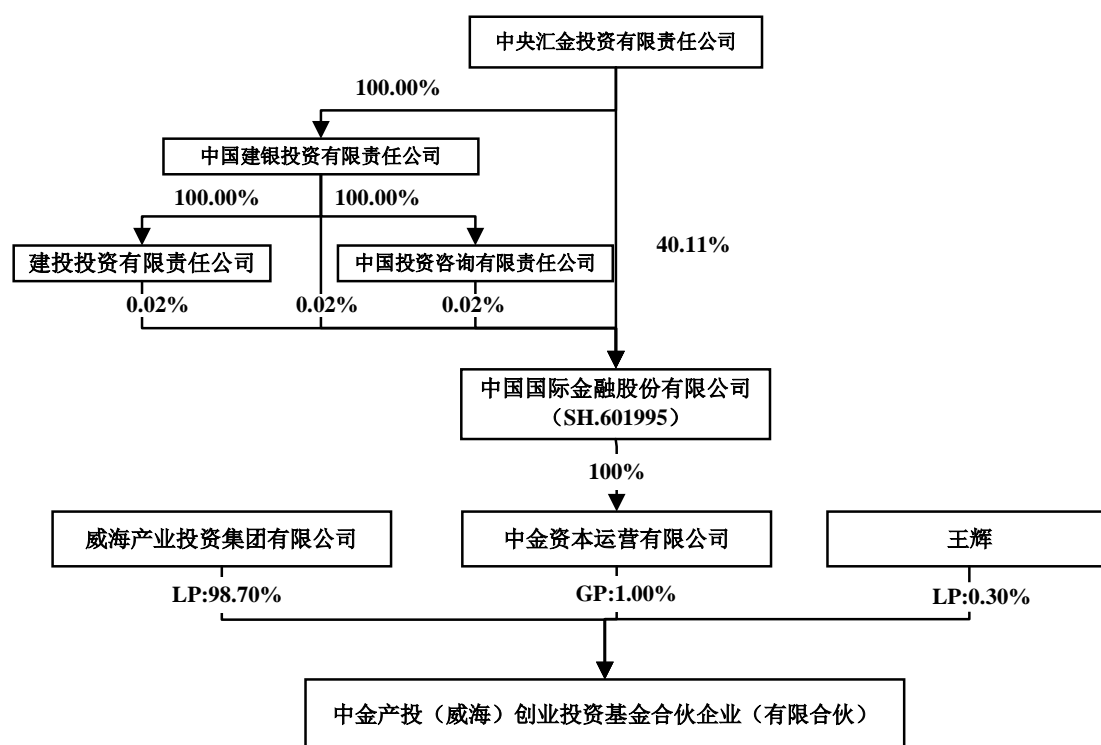 中央汇金投资有限责任公司
100.00%
中国建银投资有限责任公司
100.00%
100.00%
建投投资有限责任公司
中国投资咨询有限责任公司
40.11%
0.02%
0.02%
0.02%
中国国际金融股份有限公司
（SH.601995）
100%
威海产业投资集团有限公司
中金资本运营有限公司
王辉
LP:98.70%
GP:1.00%
LP:0.30%
中金产投（威海）创业投资基金合伙企业（有限合伙）